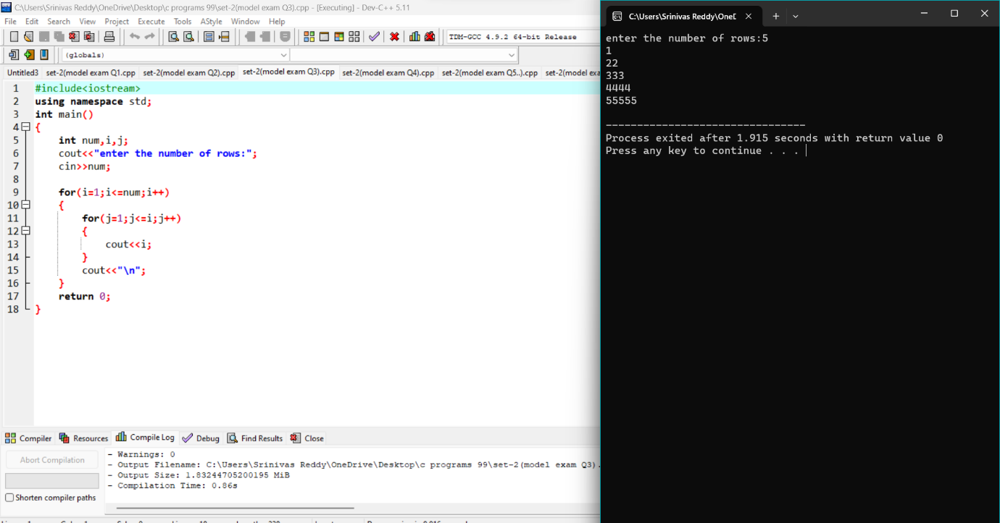 C:\Users\Srinivas Reddy\OneDrive\Desktop\c programs 99\set-2(model exam Q3).cpp - [Executing] - Dev-C++ 5.11
File Edit Search View Project Execute Tools AStyle Window Help
TDM-GCC 4.9.2 64-bit Release
(globals)
Untitled3 set-2(model exam Q1.cpp set-2(model exam Q2).cpp set-2(model exam Q3).cpp set-2(model exam Q4).cpp set-2(model exam Q5..).cpp set-2(model exa
1 #include<iostream>
2 using namespace std;
3 int main()
4 {
5 int num,i,j;
6 cout<<"enter the number of rows:";
7 cin>>num;
8
9 for(i=1;i<=num;i++)
10 {
11 for(j=1;j<=i;j++)
12 {
13 cout<<i;
14 }
15 cout<<"\n";
16 }
17 return 0;
18 }
Compiler Resources Compile Log Debug Find Results Close
Abort Compilation
Shorten compiler paths
- Warnings: 0
- Output Filename: C:\Users\Srinivas Reddy\OneDrive\Desktop\c programs 99\set-2(model exam Q3).
- Output Size: 1.83244705200195 MiB
- Compilation Time: 0.86s
C:\Users\Srinivas Reddy\OneD
enter the number of rows:5
1
22
333
4444
55555
--------------------------------
Process exited after 1.915 seconds with return value 0
Press any key to continue . . .